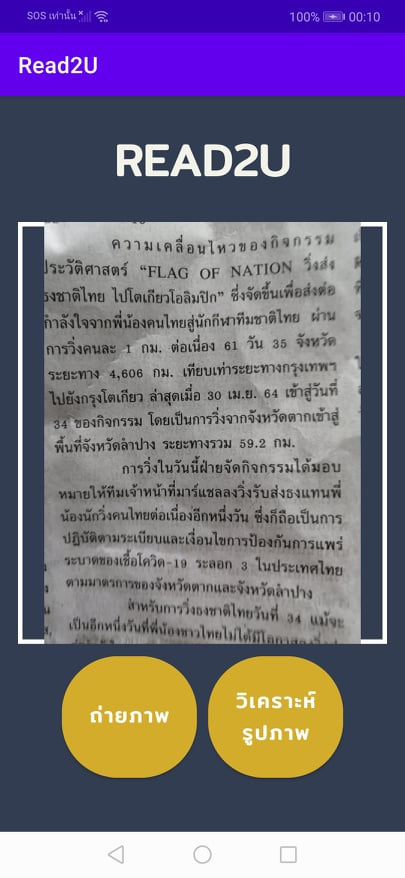 SOS เท่านั้น
100% 00:10
Read2U
READ2U
ความเคลื่อนไหวของกิจกรรม
ประวัติศาสตร์ "FLAG OF NATION วิ่งส่ง
ธงชาติไทย ไปโตเกียวโอลิมปิก" ซึ่งจัดขึ้นเพื่อส่งต่อ
กำลังใจจากพี่น้องคนไทยสู่นักกีฬาทีมชาติไทย ผ่าน
การวิ่งคนละ 1 กม. ต่อเนื่อง 61 วัน 35 จังหวัด
ระยะทาง 4,606 กม. เทียบเท่าระยะทางกรุงเทพฯ
ไปยังกรุงโตเกียว ล่าสุดเมื่อ 30 เม.ย. 64 เข้าสู่วันที่
34 ของกิจกรรม โดยเป็นการวิ่งจากจังหวัดตากเข้าสู่
พื้นที่จังหวัดลำปาง ระยะทางรวม 59.2 กม.
การวิ่งในวันนี้ฝ่ายจัดกิจกรรมได้มอบ
หมายให้ทีมเจ้าหน้าที่มาร์แชลลงวิ่งรับส่งธงแทนพี่
น้องนักวิ่งคนไทยต่อเนื่องอีกหนึ่งวัน ซึ่งก็ถือเป็นการ
ปฏิบัติตามระเบียบและเงื่อนไขการป้องกันการแพร่
ระบาดของเชื้อโควิด-19 ระลอก 3 ในประเทศไทย
ตามมาตรการของจังหวัดตากและจังหวัดลำปาง
สำหรับการวิ่งธงชาติไทยวันที่ 34 แม้จะ
เป็นอีกหนึ่งวันที่พี่น้องชาวไทยไม่ได้มีโอกาสลงวิ่ง
ถ่ายภาพ
วิเคราะห์
รูปภาพ